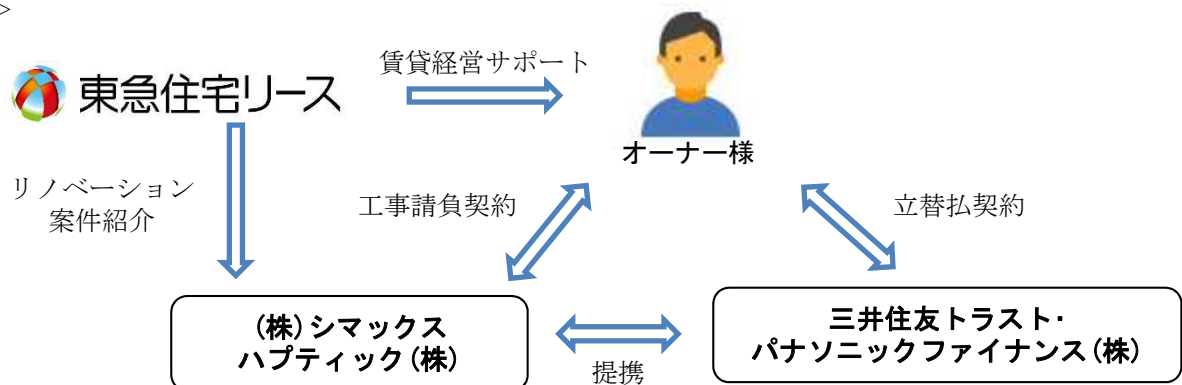 >
賃貸経営サポート
東急住宅リース
オーナー様
リノベーション
案件紹介
工事請負契約
立替払契約
(株)シマックス
ハプティック(株)
三井住友トラスト・
パナソニックファイナンス(株)
提携